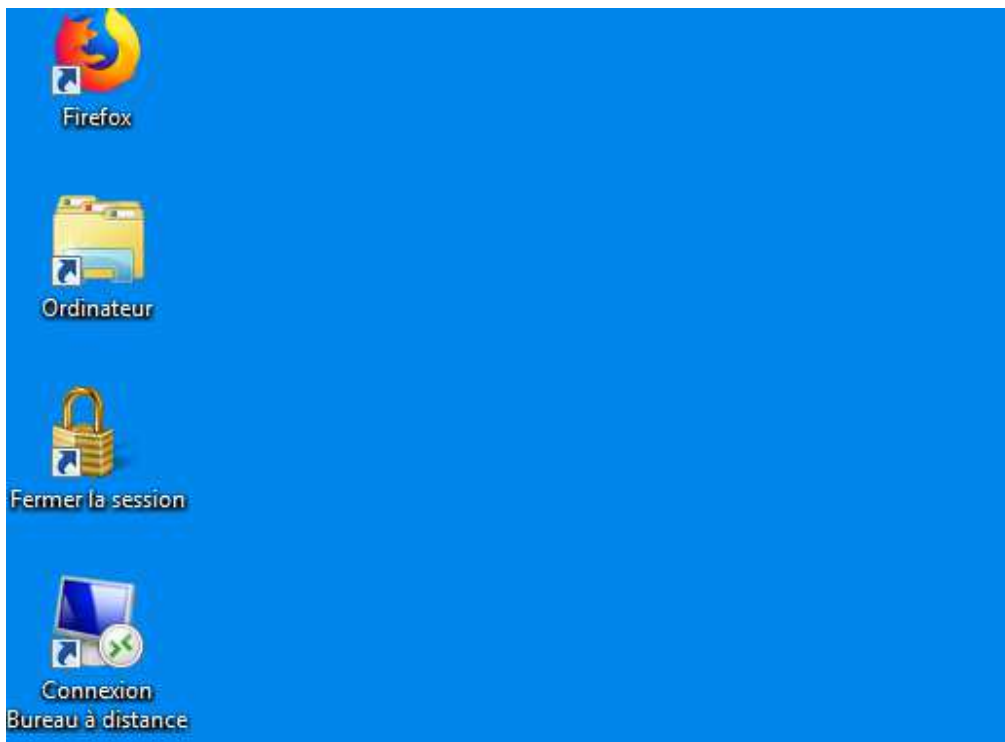 Firefox
Ordinateur
Fermer la session
Connexion
Bureau à distance